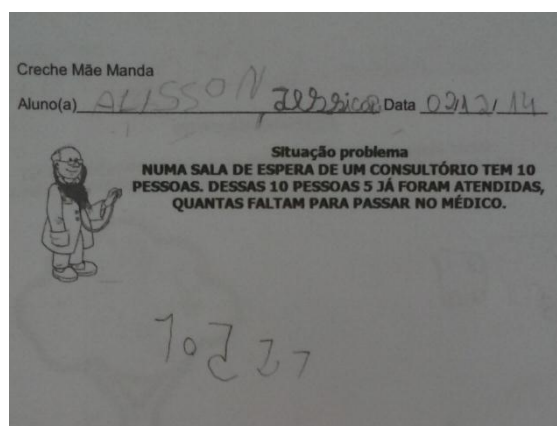 Creche Mãe Manda
Aluno(a) ALISSON Jessica Data 02/12/14
Situação problema
NUMA SALA DE ESPERA DE UM CONSULTÓRIO TEM 10
PESSOAS. DESSAS 10 PESSOAS 5 JÁ FORAM ATENDIDAS,
QUANTAS FALTAM PARA PASSAR NO MÉDICO.